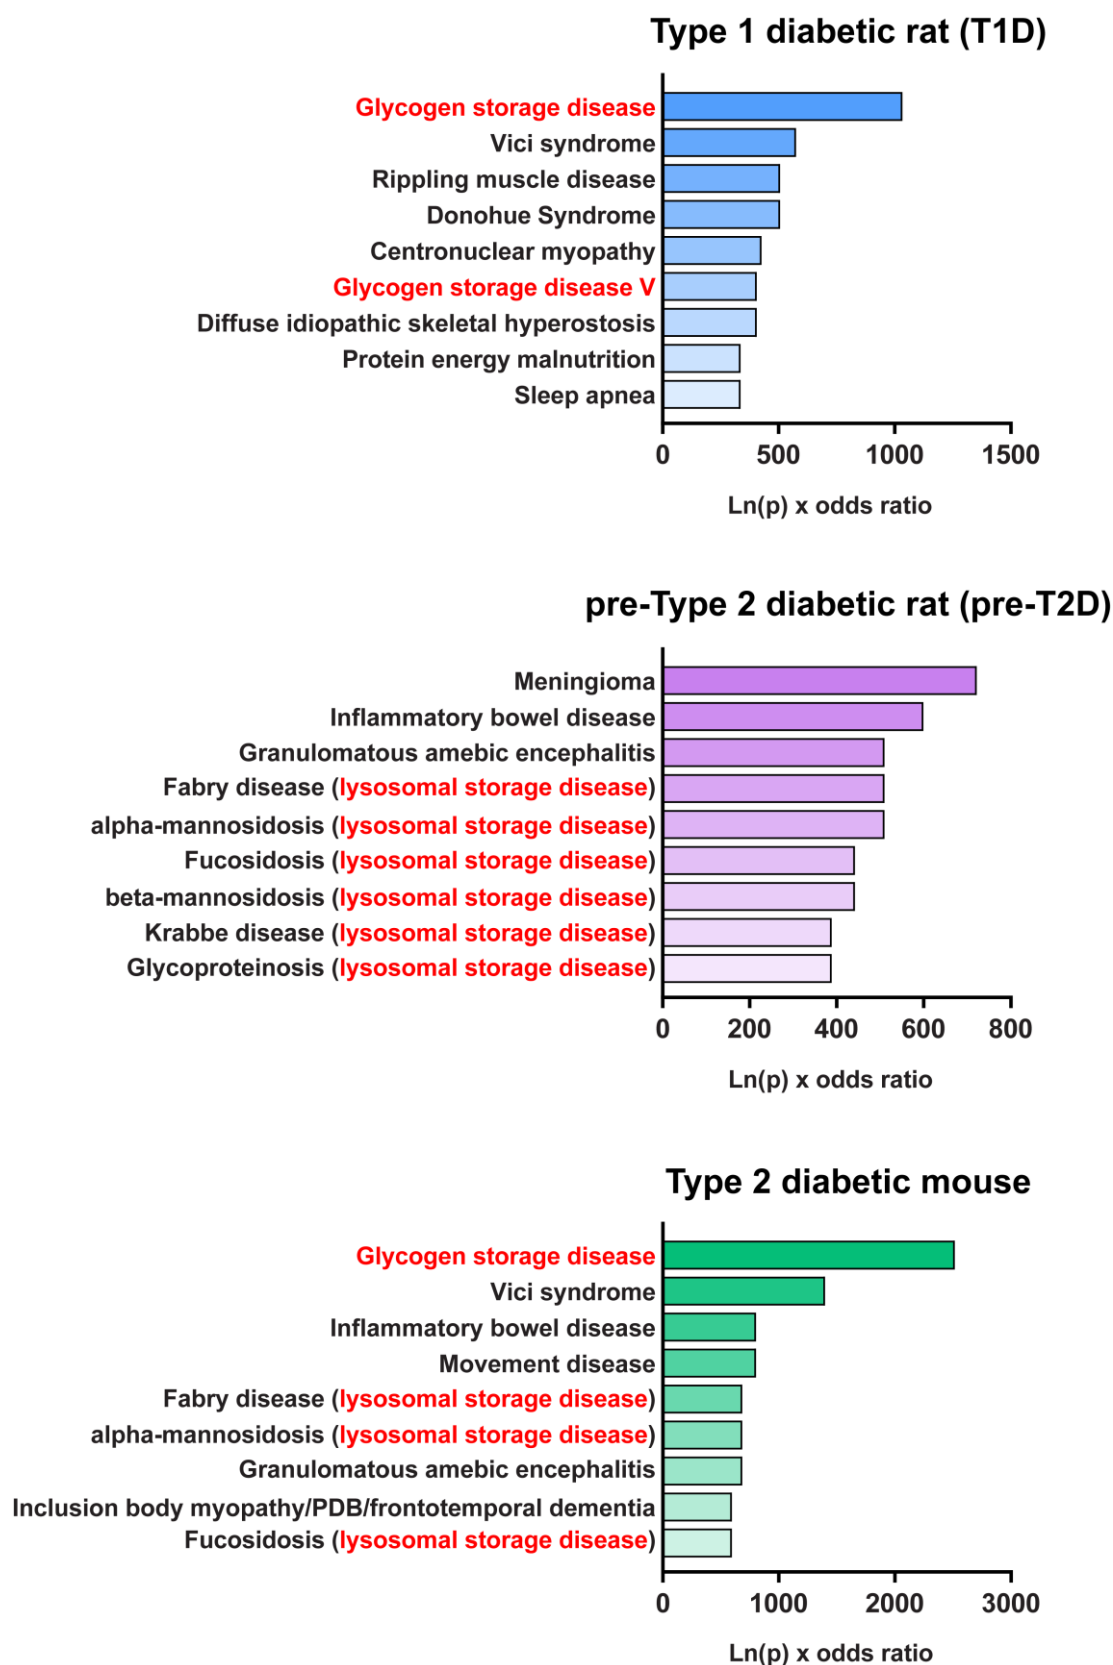 Type 1 diabetic rat (T1D)
Glycogen storage disease
Vici syndrome
Rippling muscle disease
Donohue Syndrome
Centronuclear myopathy
Glycogen storage disease V
Diffuse idiopathic skeletal hyperostosis
Protein energy malnutrition
Sleep apnea
0 500 1000 1500
Ln(p) x odds ratio
pre-Type 2 diabetic rat (pre-T2D)
Meningioma
Inflammatory bowel disease
Granulomatous amebic encephalitis
Fabry disease (lysosomal storage disease)
alpha-mannosidosis (lysosomal storage disease)
Fucosidosis (lysosomal storage disease)
beta-mannosidosis (lysosomal storage disease)
Krabbe disease (lysosomal storage disease)
Glycoproteinosis (lysosomal storage disease)
0 200 400 600 800
Ln(p) x odds ratio
Type 2 diabetic mouse
Glycogen storage disease
Vici syndrome
Inflammatory bowel disease
Movement disease
Fabry disease (lysosomal storage disease)
alpha-mannosidosis (lysosomal storage disease)
Granulomatous amebic encephalitis
Inclusion body myopathy/PDB/frontotemporal dementia
Fucosidosis (lysosomal storage disease)
0 1000 2000 3000
Ln(p) x odds ratio